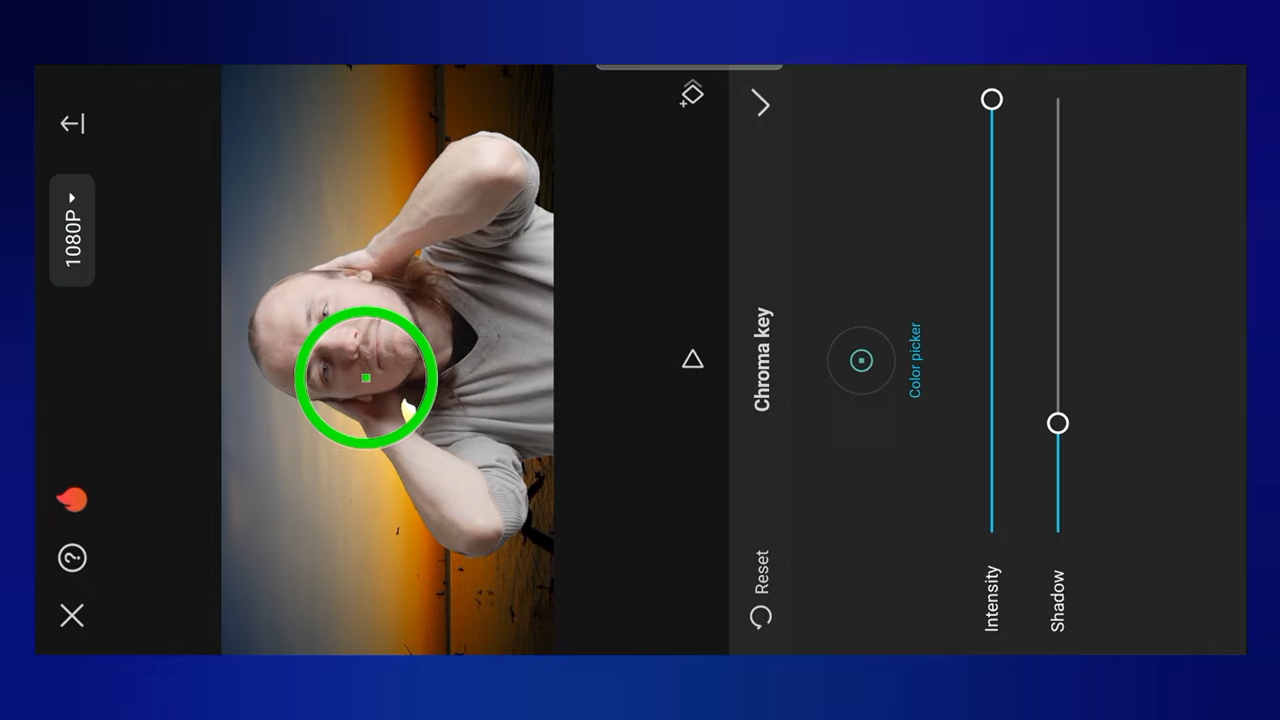 ?
1080P
Chroma key
Reset
Color picker
Intensity
Shadow